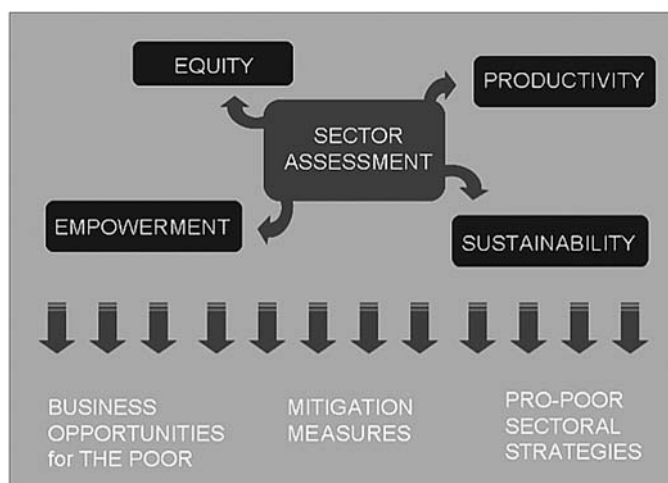 EQUITY
PRODUCTIVITY
SECTOR
ASSESSMENT
EMPOWERMENT
SUSTAINABILITY
BUSINESS
OPPORTUNITIES
for THE POOR
MITIGATION
MEASURES
PRO-POOR
SECTORAL
STRATEGIES